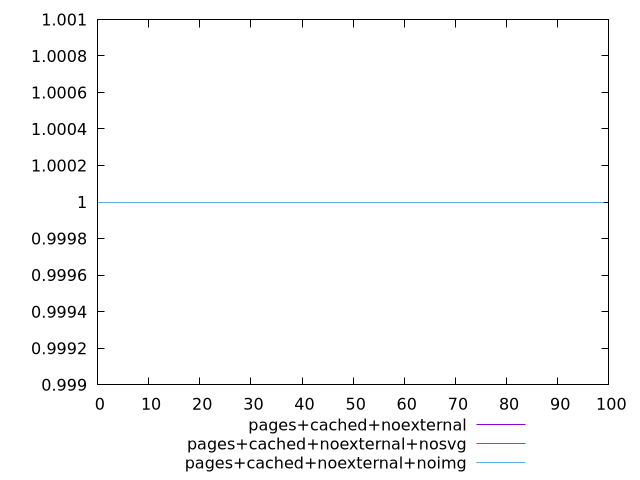 1.001
1.0008
1.0006
1.0004
1.0002
1
0.9998
0.9996
0.9994
0.9992
0.999
0 10 20 30 40 50 60 70 80 90 100
pages+cached+noexternal
pages+cached+noexternal+nosvg
pages+cached+noexternal+noimg